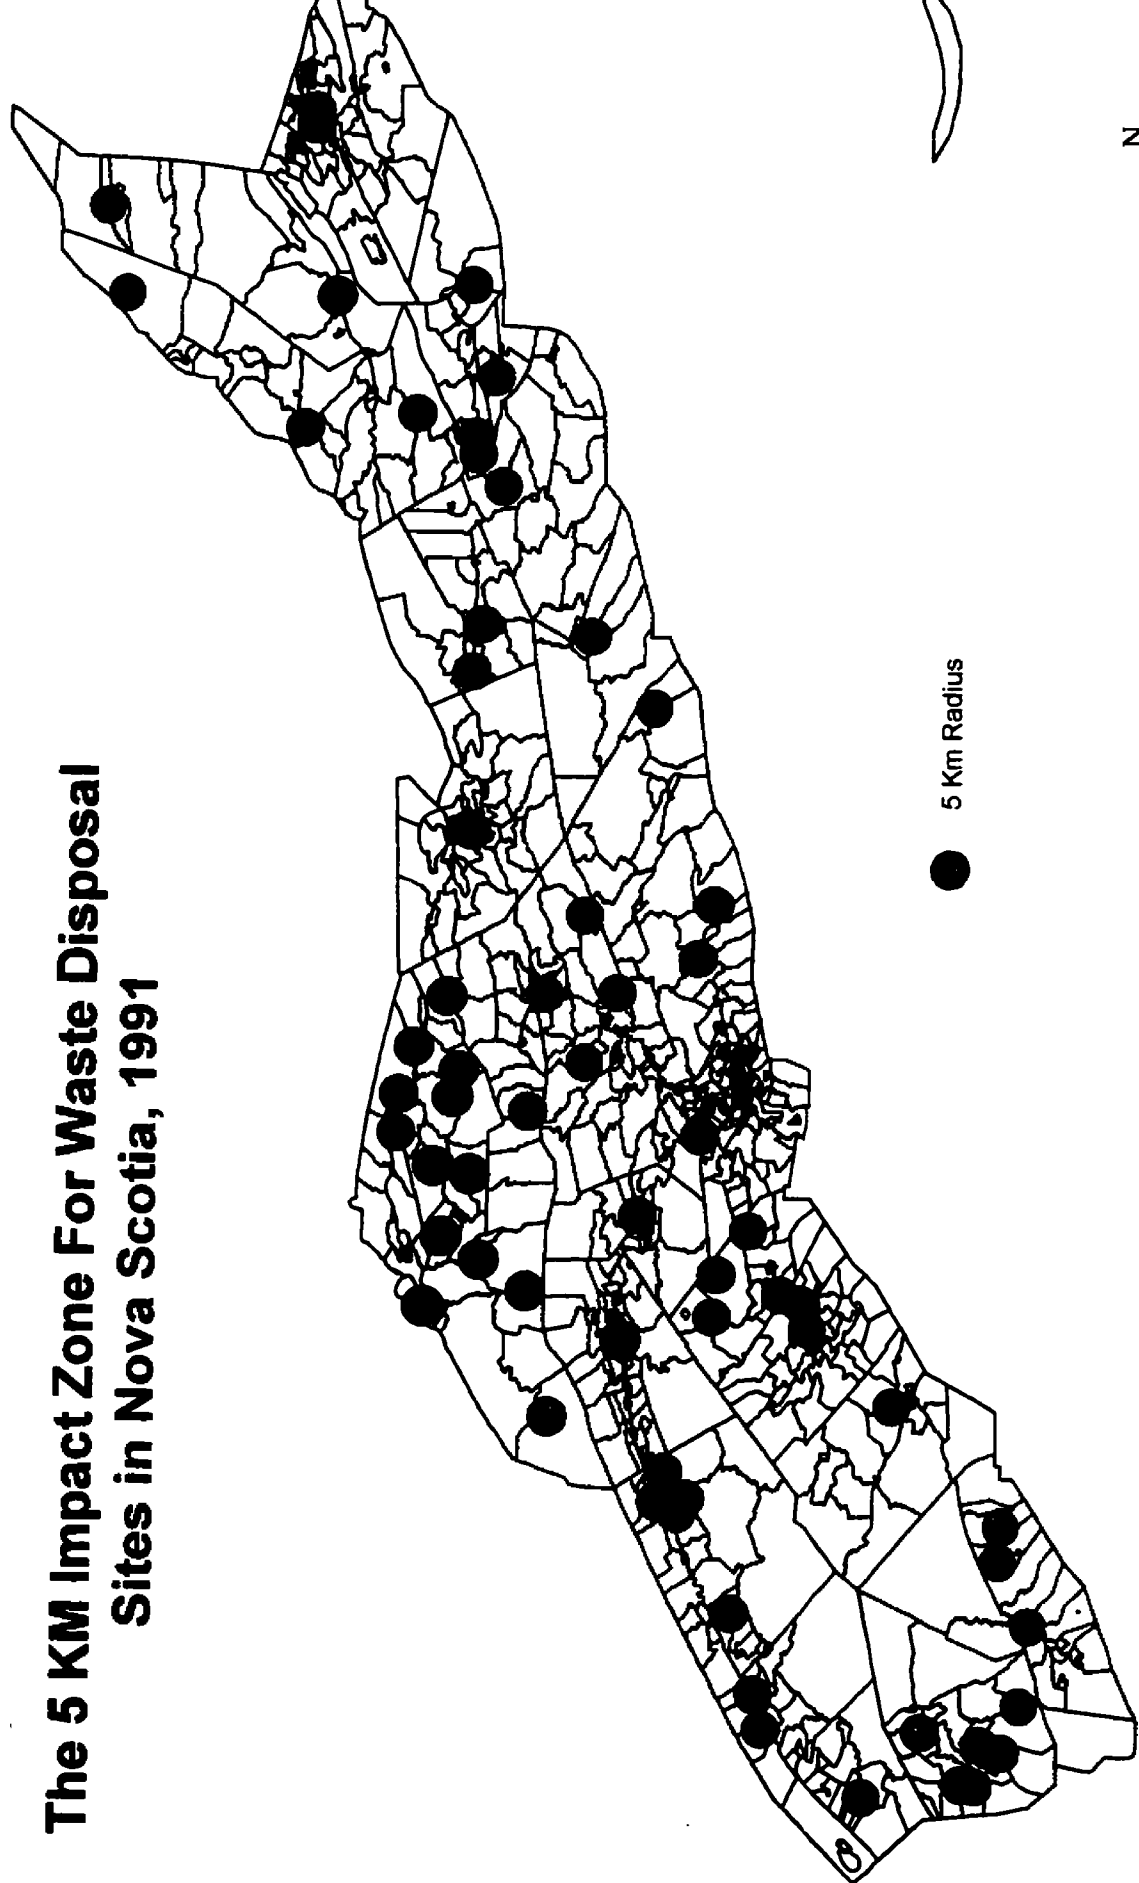 The 5 KM Impact Zone For Waste Disposal
Sites in Nova Scotia, 1991
5 Km Radius
N